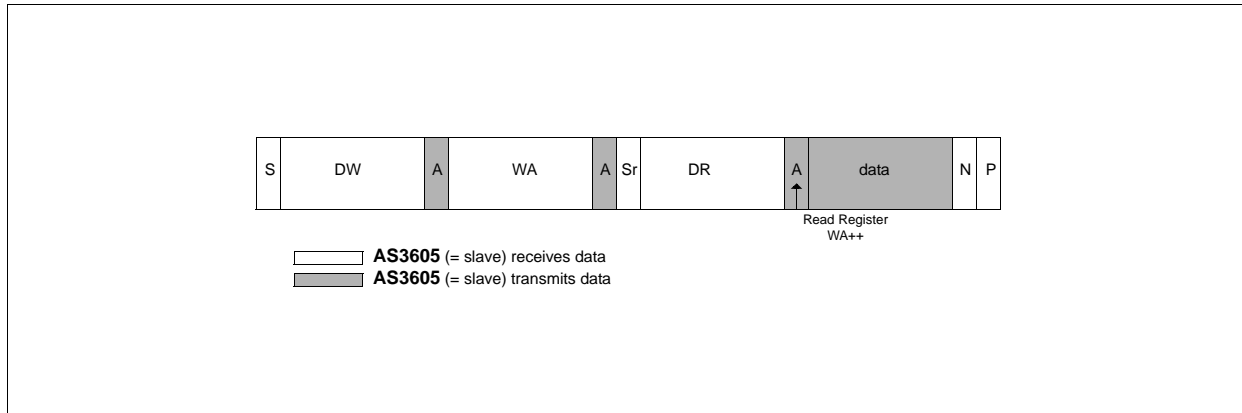 S DW A WA A Sr DR A data N P
Read Register
WA++
AS3605 (= slave) receives data
AS3605 (= slave) transmits data